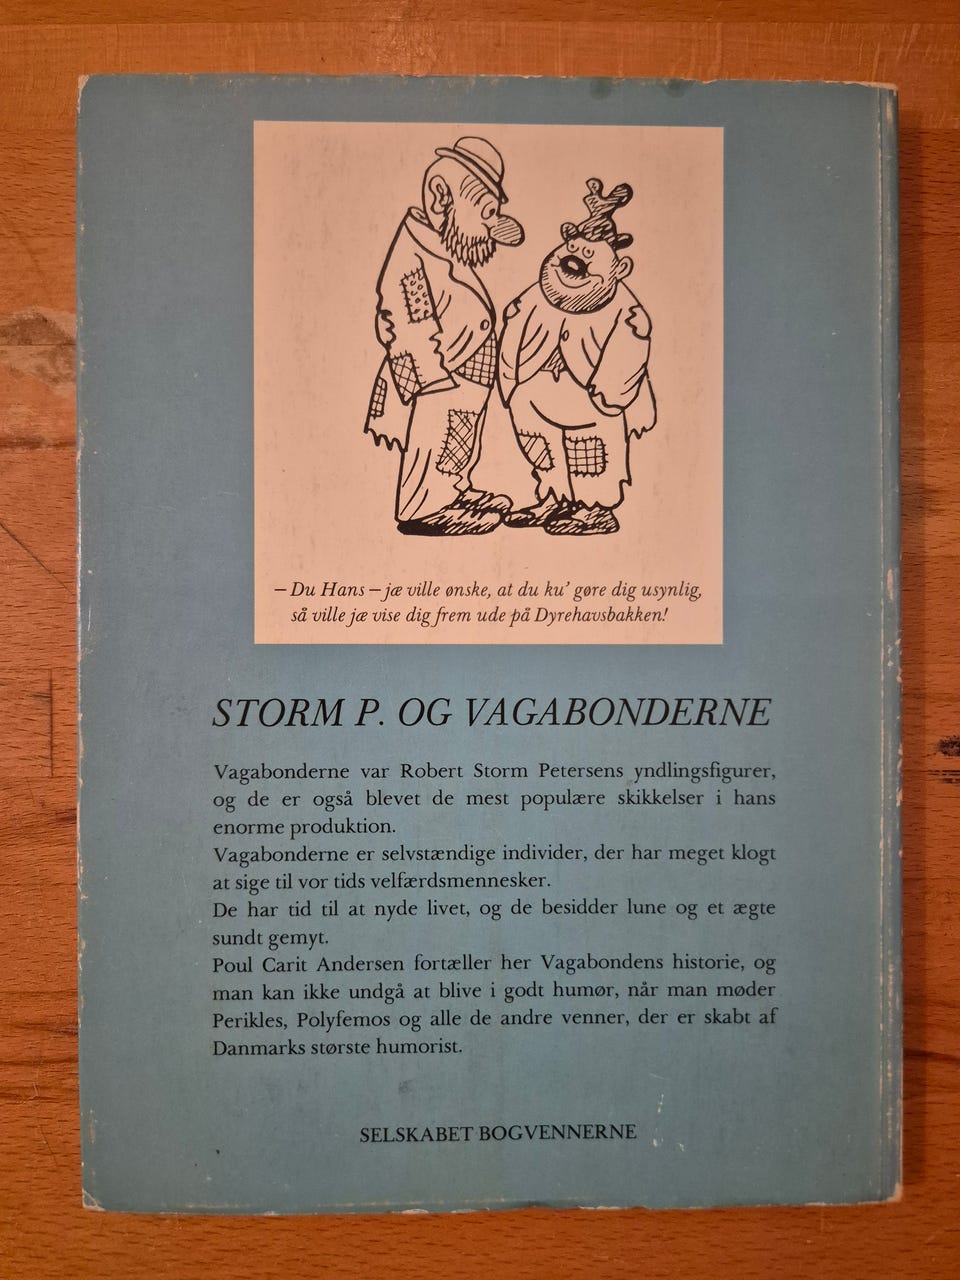 – Du Hans – jæ ville ønske, at du ku' gøre dig usynlig,
så ville jæ vise dig frem ude på Dyrehavsbakken!
STORM P. OG VAGABONDERNE
Vagabonderne var Robert Storm Petersens yndlingsfigurer,
og de er også blevet de mest populære skikkelser i hans
enorme produktion.
Vagabonderne er selvstændige individer, der har meget klogt
at sige til vor tids velfærdsmennesker.
De har tid til at nyde livet, og de besidder lune og et ægte
sundt gemyt.
Poul Carit Andersen fortæller her Vagabondens historie, og
man kan ikke undgå at blive i godt humør, når man møder
Perikles, Polyfemos og alle de andre venner, der er skabt af
Danmarks største humorist.
SELSKABET BOGVENNERNE